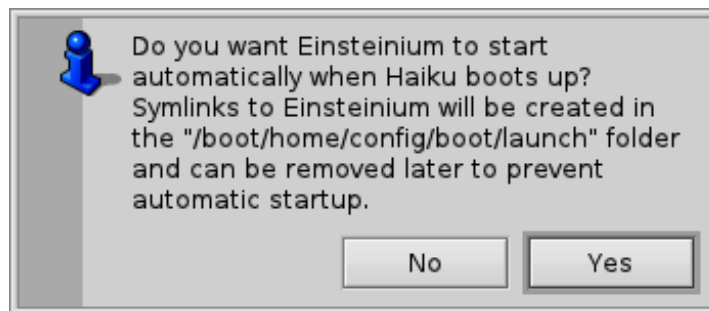 Do you want Einsteinium to start
automatically when Haiku boots up?
Symlinks to Einsteinium will be created in
the "/boot/home/config/boot/launch" folder
and can be removed later to prevent
automatic startup.
No
Yes